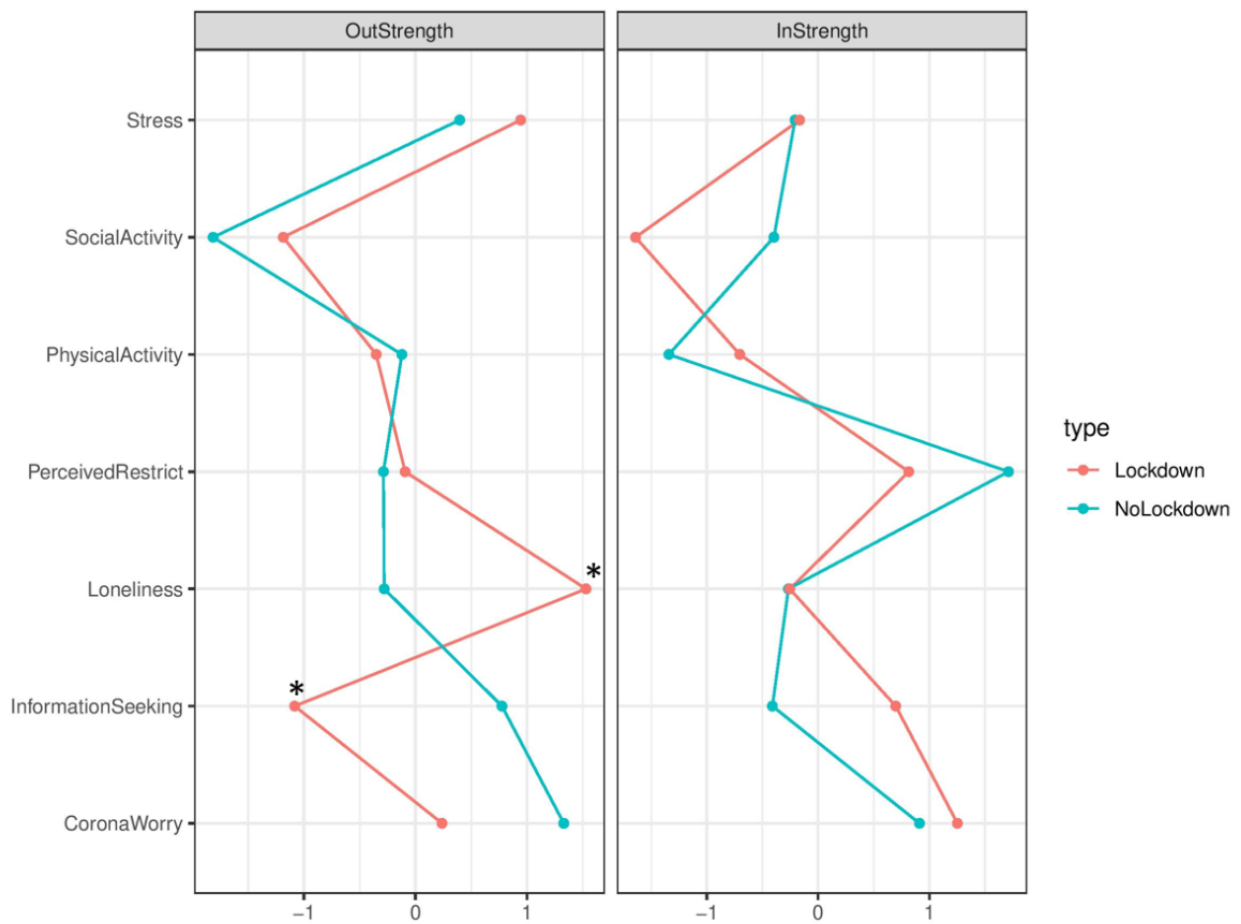 OutStrength
InStrength
Stress
SocialActivity
PhysicalActivity
PerceivedRestrict
Loneliness
*
InformationSeeking
*
CoronaWorry
−1 0 1
−1 0 1
type
Lockdown
NoLockdown